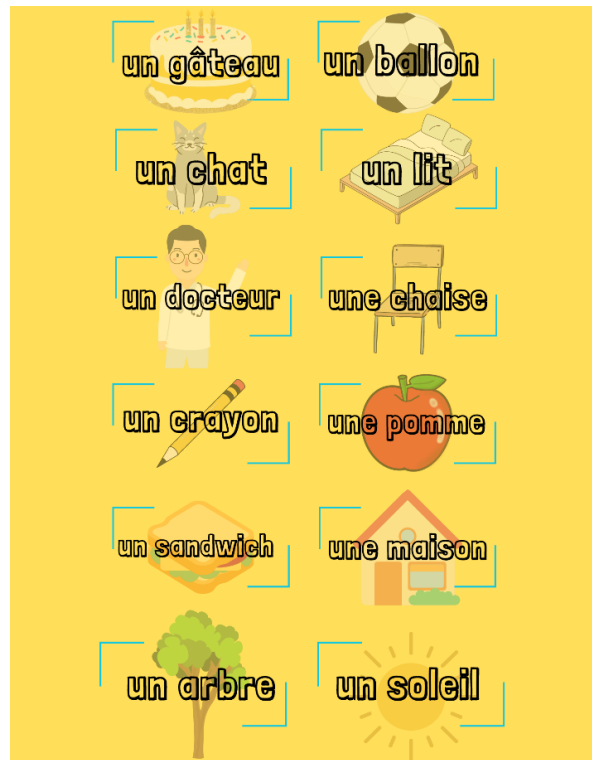 un gâteau
un ballon
un chat
un lit
un docteur
une chaise
un crayon
une pomme
un sandwich
une maison
un arbre
un soleil